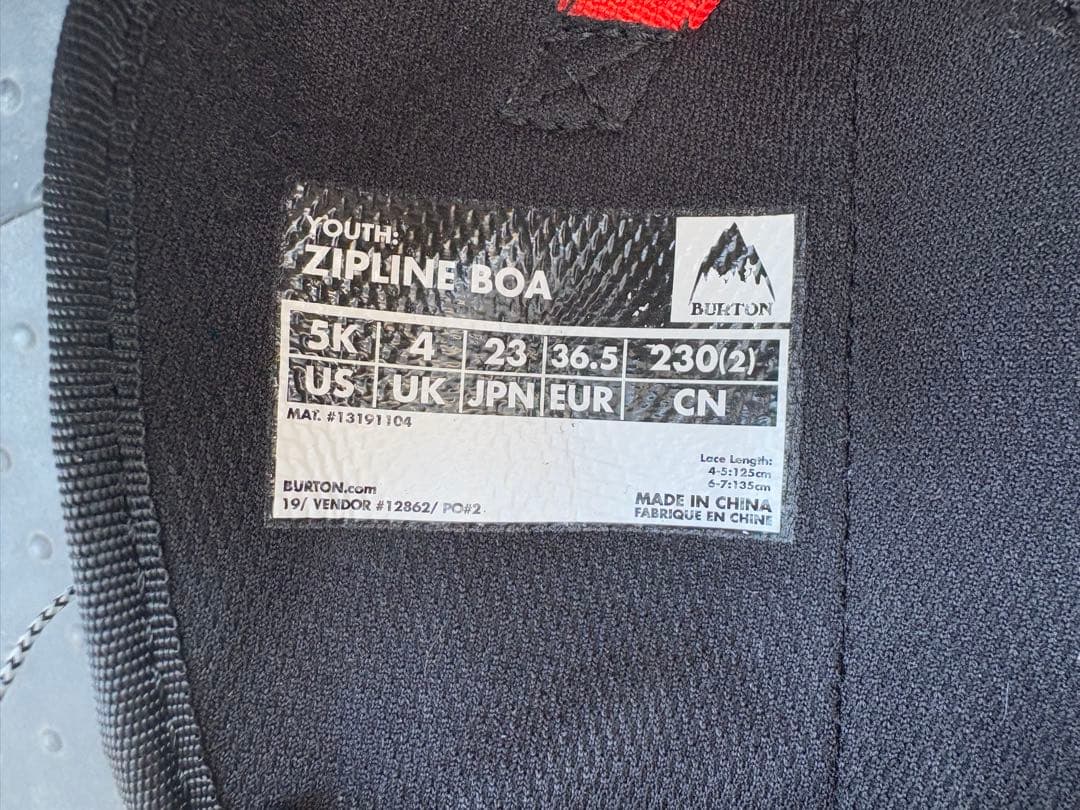 YOUTH:
ZIPLINE BOA
BURTON
5K 4 23 36.5 230(2)
US UK JPN EUR CN
MAT. #13191104
Lace Length:
4-5:125cm
6-7:135cm
BURTON.com
19/ VENDOR #12862/ PO#2
MADE IN CHINA
FABRIQUE EN CHINE